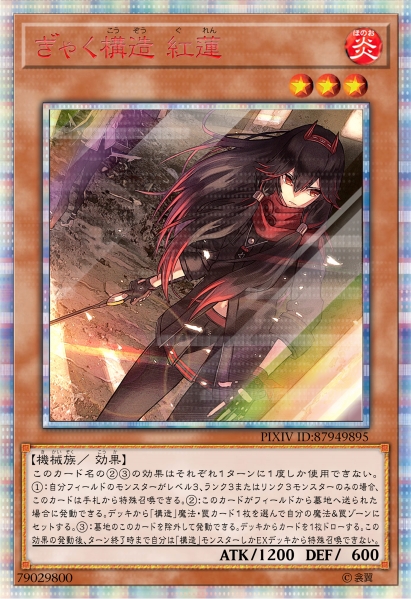 ぎゃく構造 紅蓮
こう ぞう ぐ れん
ほのお
炎
PIXIV ID:87949895
【機械族／ 効果】
き かい ぞく こう か
このカード名の②③の効果はそれぞれ1ターンに1度しか使用できない。
①:自分フィールドのモンスターがレベル3、ランク3またはリンク3モンスターのみの場合、
このカードは手札から特殊召喚できる。②:このカードがフィールドから墓地へ送られた
場合に発動できる。デッキから「構造」魔法・罠カード1枚を選んで自分の魔法&罠ゾーンに
セットする。③:墓地のこのカードを除外して発動できる。デッキからカードを1枚ドローする。この
効果の発動後、ターン終了時まで自分は「構造」モンスターしかEXデッキから特殊召喚できない。
ATK/1200 DEF/ 600
79029800
©衾翼